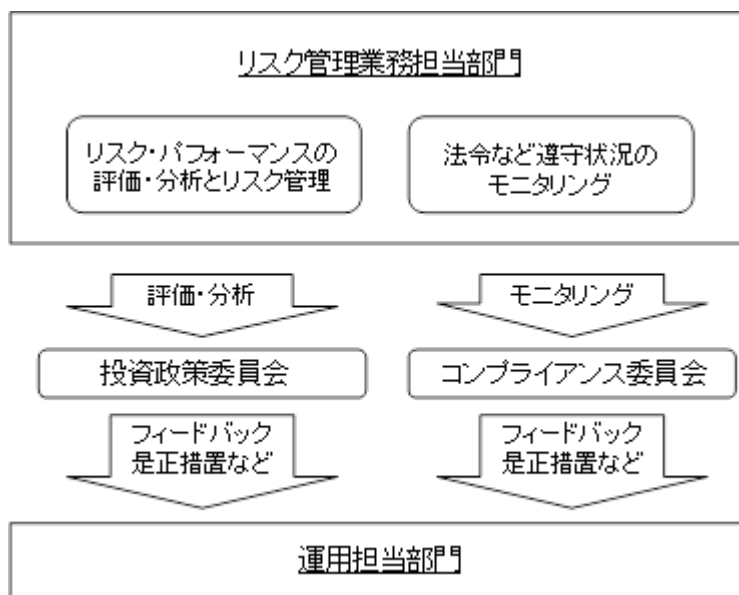 リスク管理業務担当部門
リスク・パフォーマンスの
評価・分析とリスク管理
法令など遵守状況の
モニタリング
評価・分析
モニタリング
投資政策委員会
コンプライアンス委員会
フィードバック
是正措置など
フィードバック
是正措置など
運用担当部門